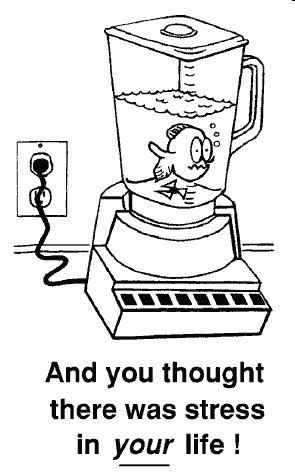 And you thought
there was stress
in your life !